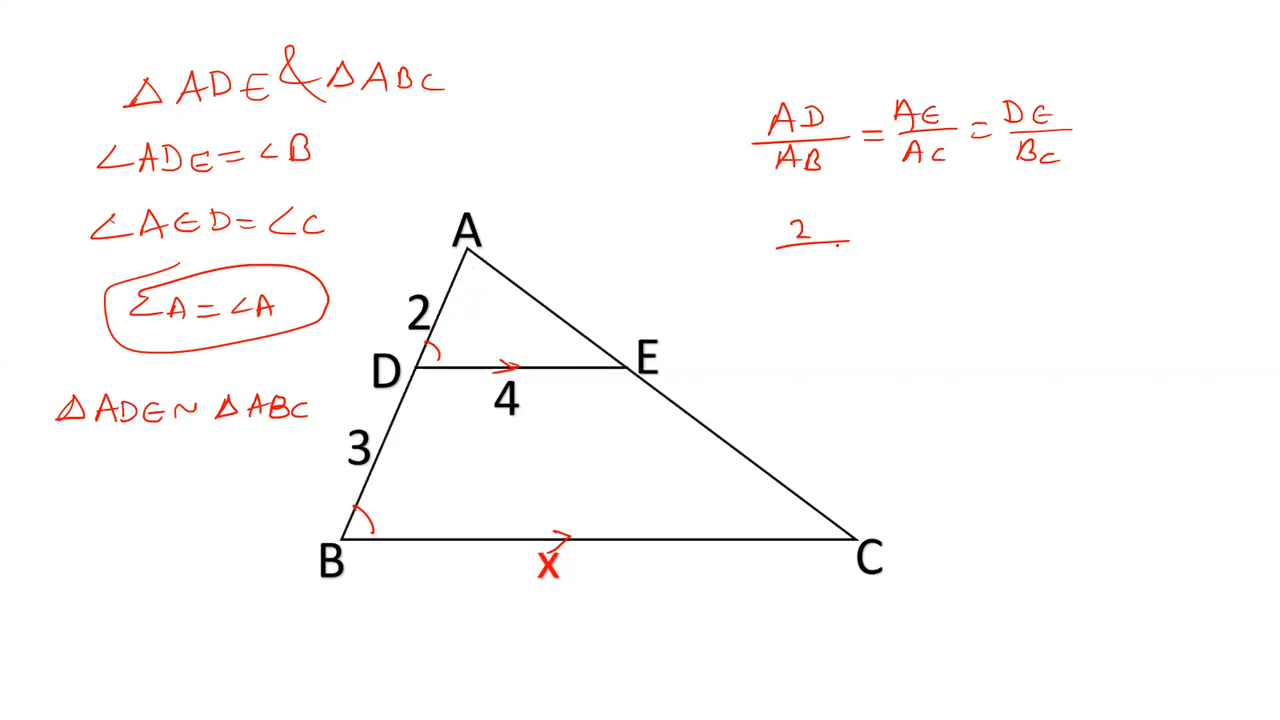 △ADE & △ABC
∠ADE = ∠B
∠AED = ∠C
∠A = ∠A
△ADE ~ △ABC
AD/AB = AE/AC = DE/BC
2
A
2
D
E
4
3
B
x
C